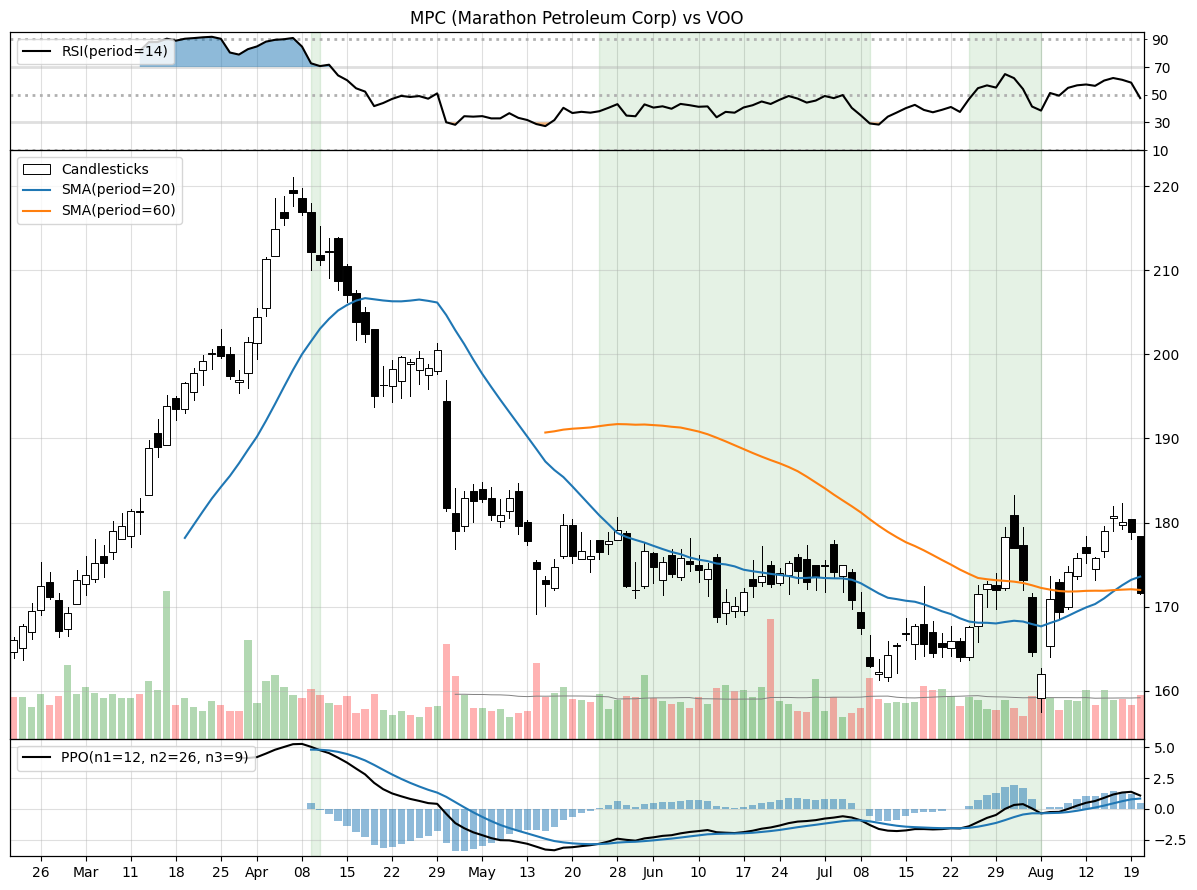 MPC (Marathon Petroleum Corp) vs VOO
RSI(period=14)
90
70
50
30
10
Candlesticks
SMA(period=20)
SMA(period=60)
220
210
200
190
180
170
160
PPO(n1=12, n2=26, n3=9)
5.0
2.5
0.0
−2.5
26 Mar 11 18 25 Apr 08 15 22 29 May 13 20 28 Jun 10 17 24 Jul 08 15 22 29 Aug 12 19